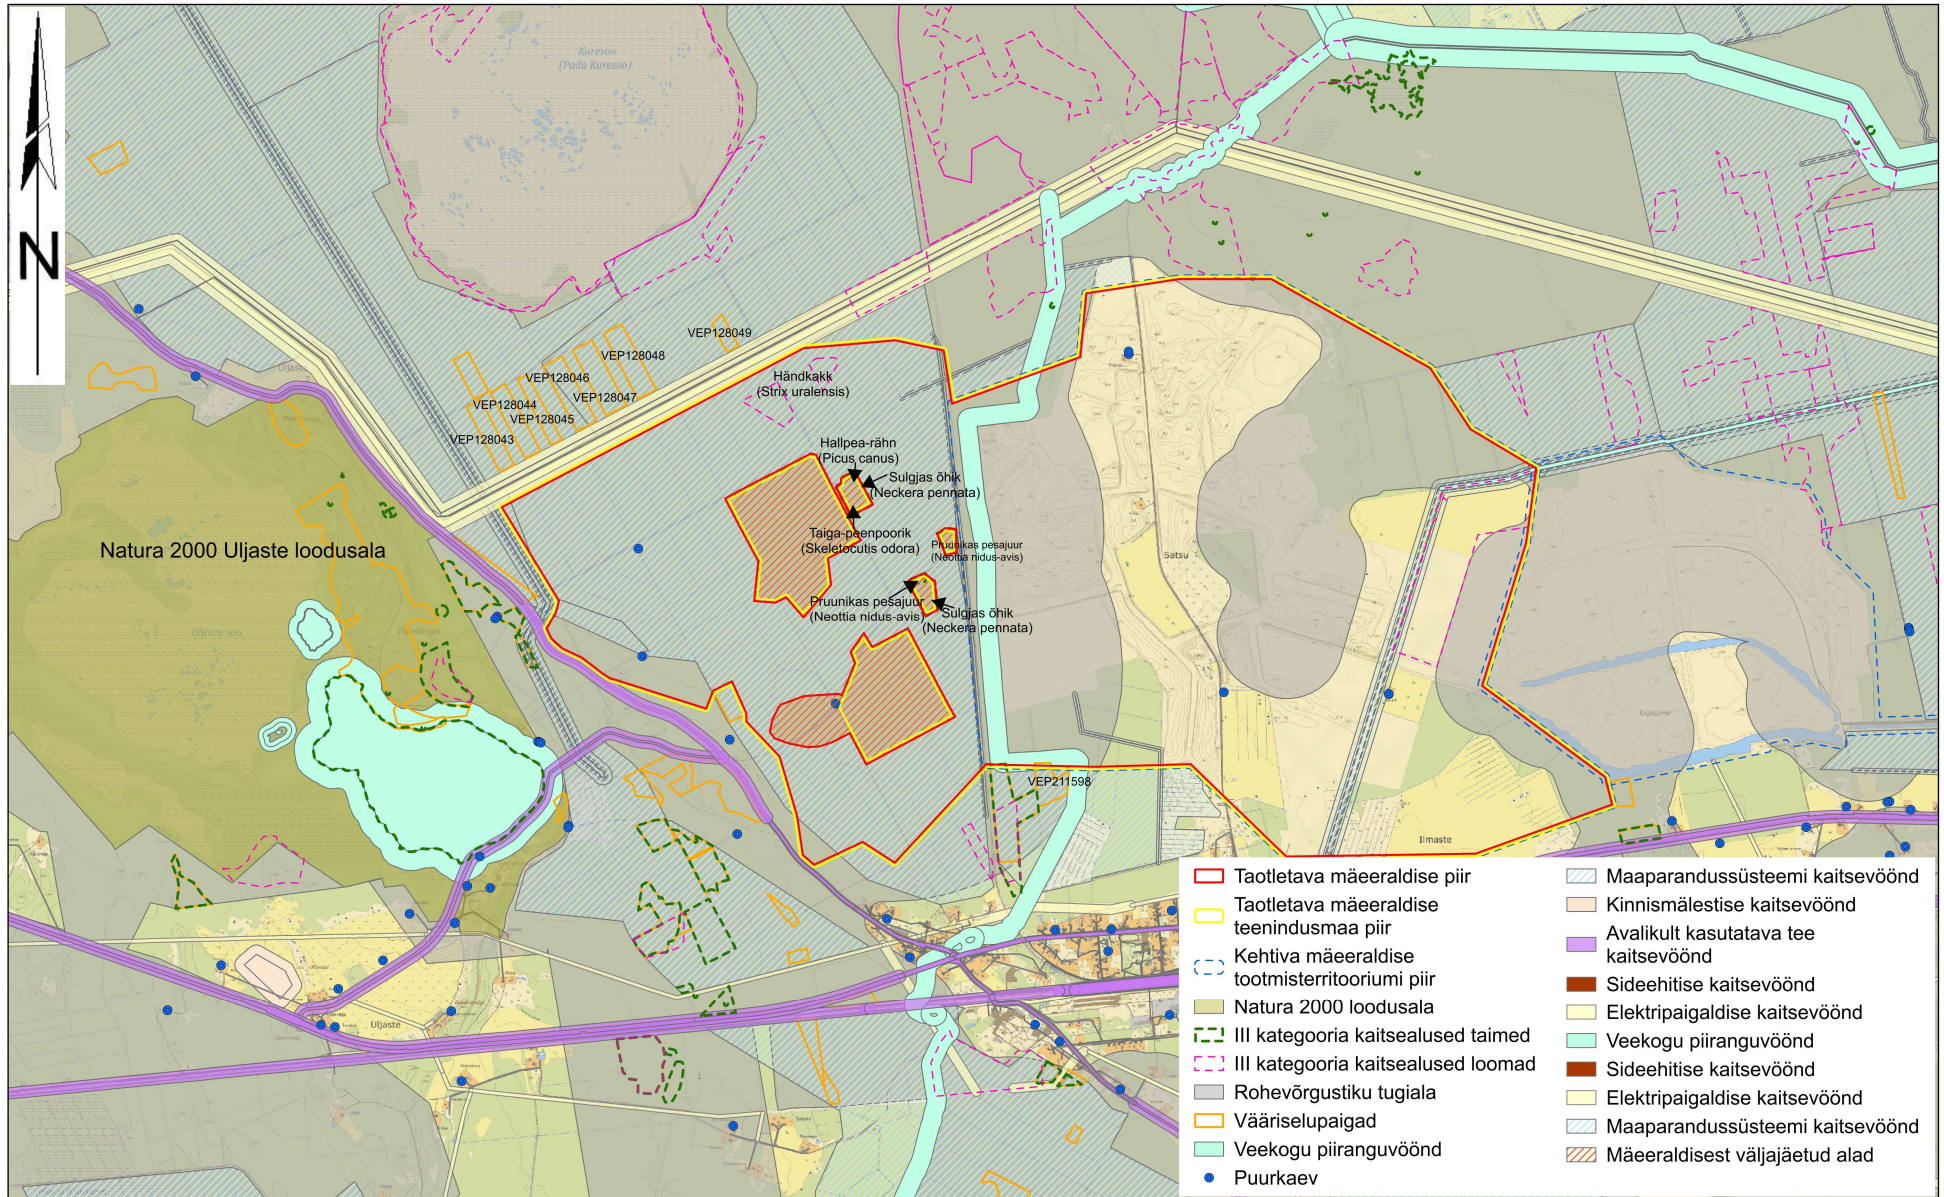 Kuresoo
(Pada Kuresoo)
N
VEP128049
VEP128048
VEP128046
VEP128047
VEP128044
VEP128045
VEP128043
Händkakk
(Strix uralensis)
Hallpea-rähn
(Picus canus)
Sulgjas õhik
(Neckera pennata)
Taiga-peenpoorik
(Skeletocutis odora)
Pruunikas pesajuur
(Neottia nidus-avis)
Pruunikas pesajuur
(Neottia nidus-avis)
Sulgjas õhik
(Neckera pennata)
Natura 2000 Uljaste loodusala
Uljaste
Uljaste soo
Satsu
VEP211598
Ilmaste
Uljaste
Taotletava mäeeraldise piir
Taotletava mäeeraldise
teenindusmaa piir
Kehtiva mäeeraldise
tootmisterritooriumi piir
Natura 2000 loodusala
III kategooria kaitsealused taimed
III kategooria kaitsealused loomad
Rohevõrgustiku tugiala
Vääriselupaigad
Veekogu piiranguvöönd
Puurkaev
Maaparandussüsteemi kaitsevöönd
Kinnismälestise kaitsevöönd
Avalikult kasutatava tee
kaitsevöönd
Sideehitise kaitsevöönd
Elektripaigaldise kaitsevöönd
Veekogu piiranguvöönd
Sideehitise kaitsevöönd
Elektripaigaldise kaitsevöönd
Maaparandussüsteemi kaitsevöönd
Mäeeraldisest väljajäetud alad